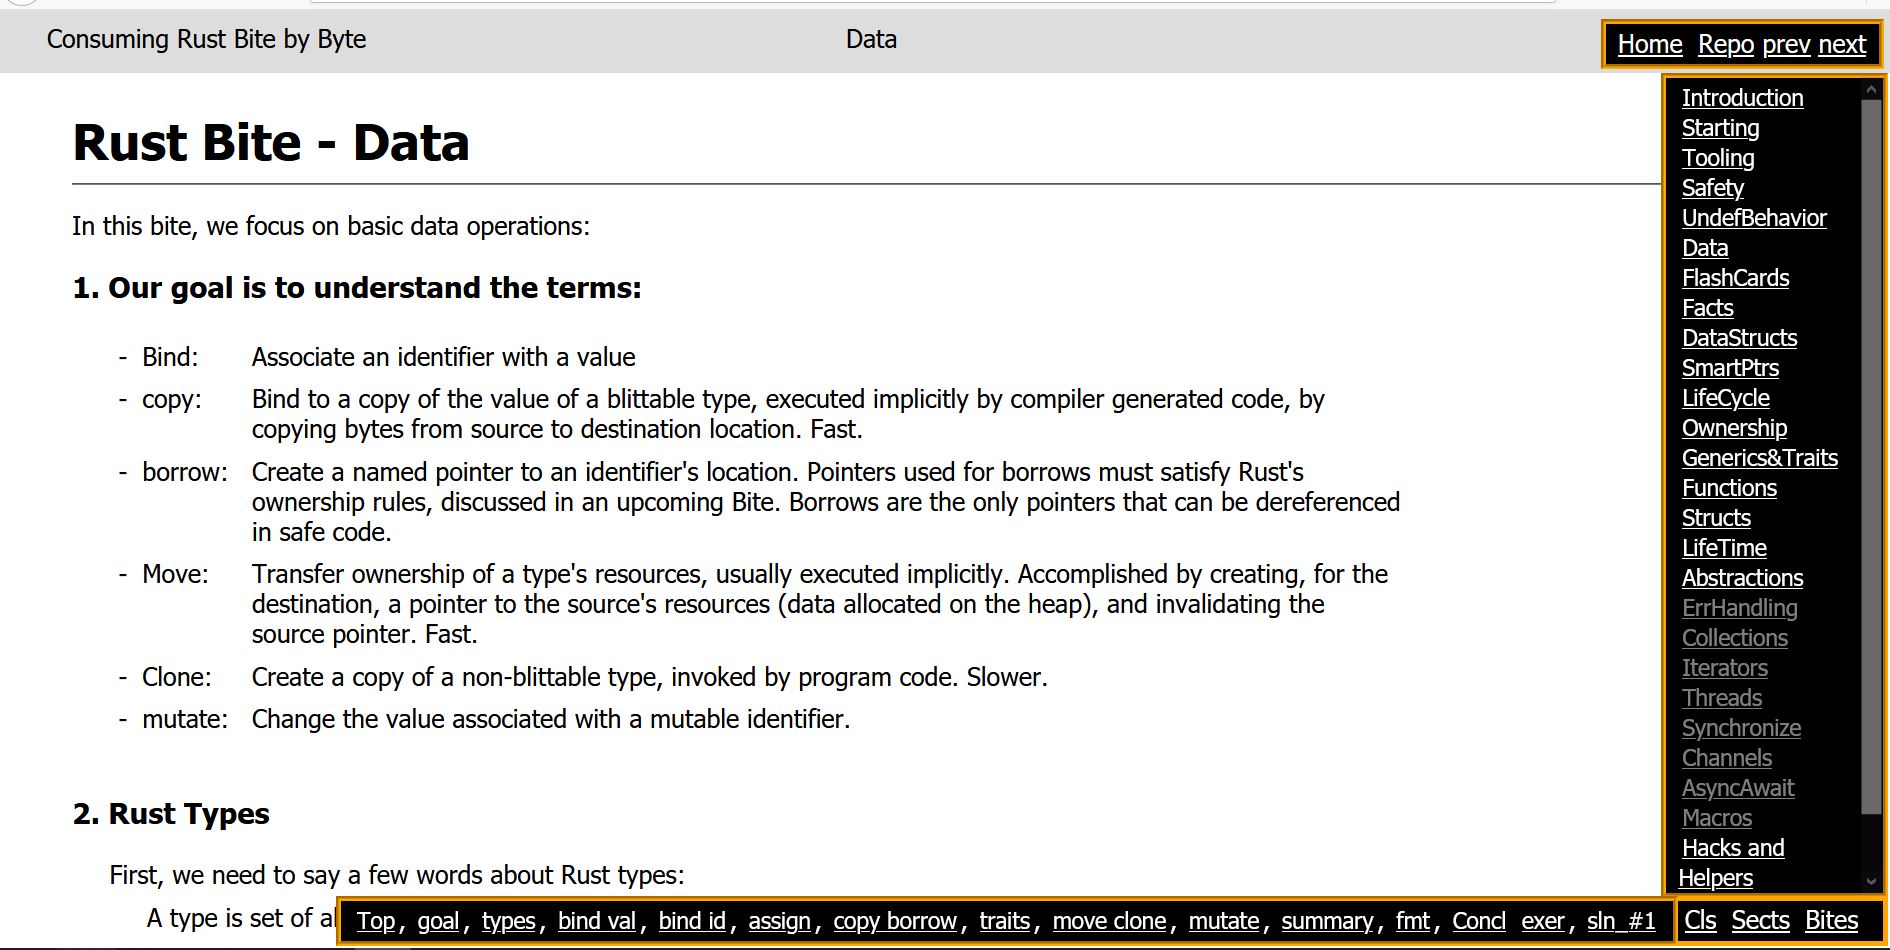 Consuming Rust Bite by Byte
Data
Home Repo prev next
Rust Bite - Data
In this bite, we focus on basic data operations:
1. Our goal is to understand the terms:
- Bind: Associate an identifier with a value
- copy: Bind to a copy of the value of a blittable type, executed implicitly by compiler generated code, by
copying bytes from source to destination location. Fast.
- borrow: Create a named pointer to an identifier's location. Pointers used for borrows must satisfy Rust's
ownership rules, discussed in an upcoming Bite. Borrows are the only pointers that can be dereferenced
in safe code.
- Move: Transfer ownership of a type's resources, usually executed implicitly. Accomplished by creating, for the
destination, a pointer to the source's resources (data allocated on the heap), and invalidating the
source pointer. Fast.
- Clone: Create a copy of a non-blittable type, invoked by program code. Slower.
- mutate: Change the value associated with a mutable identifier.
2. Rust Types
First, we need to say a few words about Rust types:
A type is set of al
Introduction
Starting
Tooling
Safety
UndefBehavior
Data
FlashCards
Facts
DataStructs
SmartPtrs
LifeCycle
Ownership
Generics&Traits
Functions
Structs
LifeTime
Abstractions
ErrHandling
Collections
Iterators
Threads
Synchronize
Channels
AsyncAwait
Macros
Hacks and
Helpers
Top, goal, types, bind val, bind id, assign, copy borrow, traits, move clone, mutate, summary, fmt, Concl exer, sln_#1
Cls Sects Bites